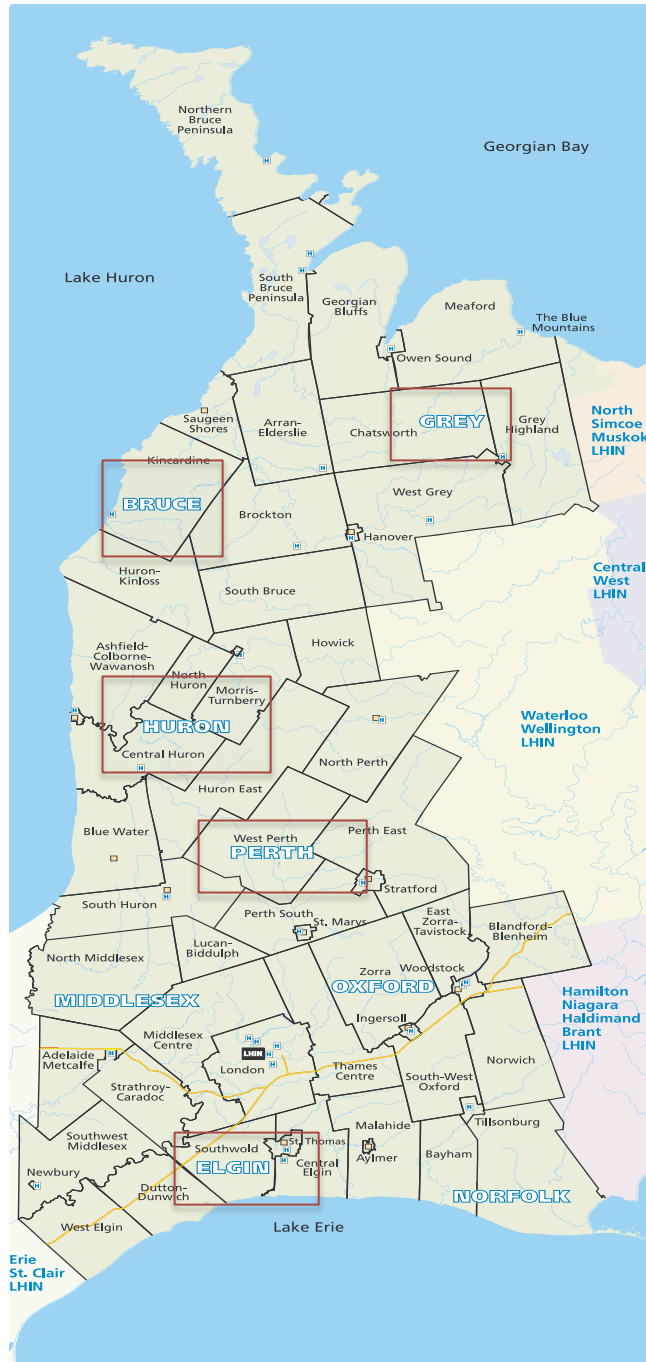 Northern
Bruce
Peninsula
Georgian Bay
Lake Huron
South
Bruce
Peninsula
Georgian
Bluffs
Meaford
The Blue
Mountains
Owen Sound
Saugeen
Shores
Arran-
Elderslie
Chatsworth
GREY
Grey
Highland
North
Simcoe
Muskok
LHIN
Kincardine
BRUCE
Brockton
West Grey
Hanover
Huron-
Kinloss
South Bruce
Central
West
LHIN
Ashfield-
Colborne-
Wawanosh
North
Huron
Morris-
Turnberry
Howick
HURON
Central Huron
Huron East
North Perth
Waterloo
Wellington
LHIN
Blue Water
West Perth
PERTH
Perth East
Stratford
South Huron
Perth South
St. Marys
East
Zorra-
Tavistock
Blandford-
Blenheim
North Middlesex
Lucan-
Biddulph
MIDDLESEX
Zorra
OXFORD
Woodstock
Ingersoll
Hamilton
Niagara
Haldimand
Brant
LHIN
Adelaide
Metcalfe
Middlesex
Centre
LHIN
London
Thames
Centre
South-West
Oxford
Norwich
Strathroy-
Caradoc
Tillsonburg
Southwest
Middlesex
Southwold
St. Thomas
ELGIN
Central
Elgin
Malahide
Aylmer
Bayham
NORFOLK
Newbury
Dutton-
Dunwich
West Elgin
Lake Erie
Erie
St. Clair
LHIN
H